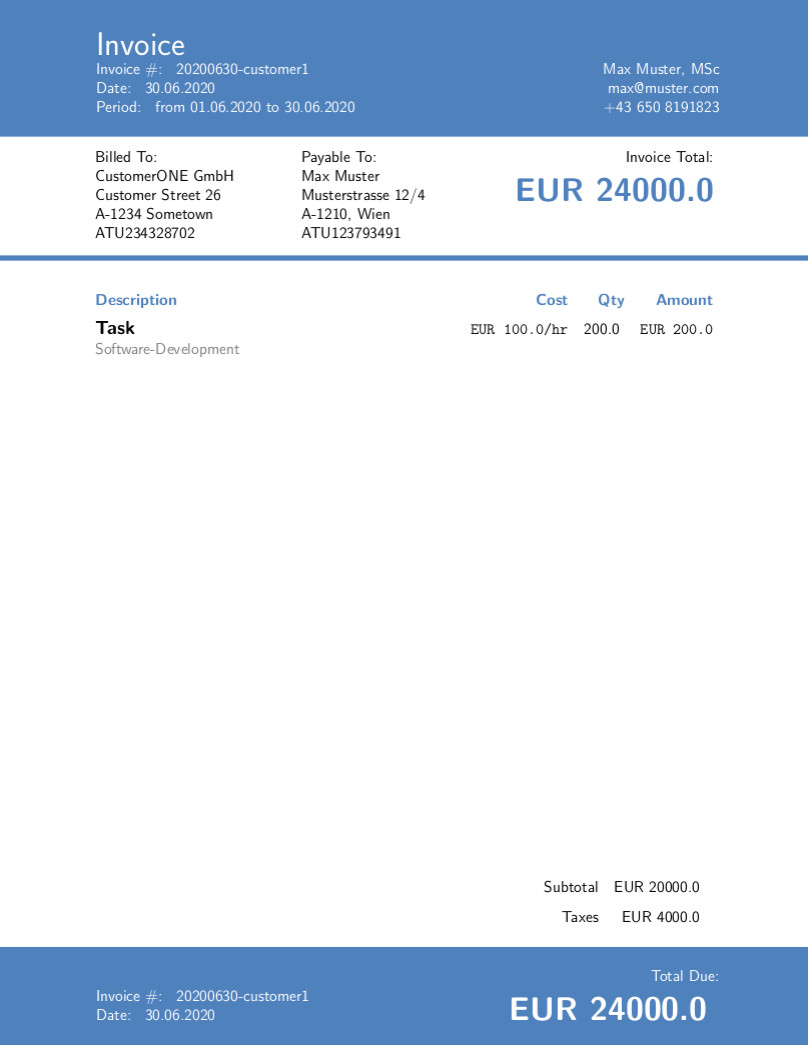 Invoice
Invoice #: 20200630-customer1
Date: 30.06.2020
Period: from 01.06.2020 to 30.06.2020
Max Muster, MSc
max@muster.com
+43 650 8191823
Billed To:
CustomerONE GmbH
Customer Street 26
A-1234 Sometown
ATU234328702
Payable To:
Max Muster
Musterstrasse 12/4
A-1210, Wien
ATU123793491
Invoice Total:
EUR 24000.0
Description Cost Qty Amount
Task EUR 100.0/hr 200.0 EUR 200.0
Software-Development
Subtotal EUR 20000.0
Taxes EUR 4000.0
Invoice #: 20200630-customer1
Date: 30.06.2020
Total Due:
EUR 24000.0